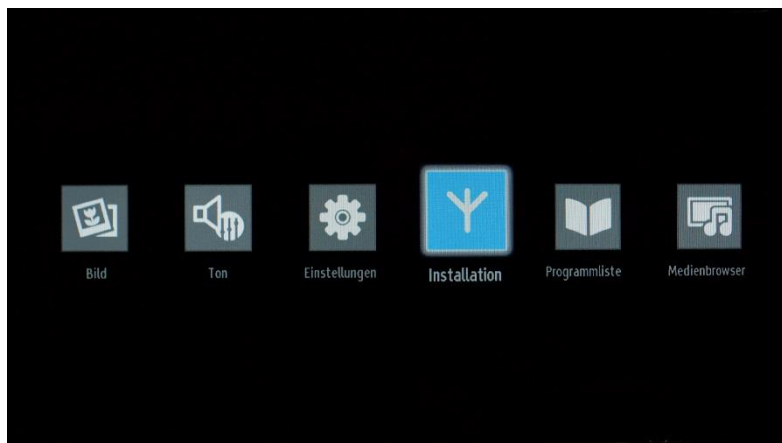 Bild
Ton
Einstellungen
Installation
Programmliste
Medienbrowser